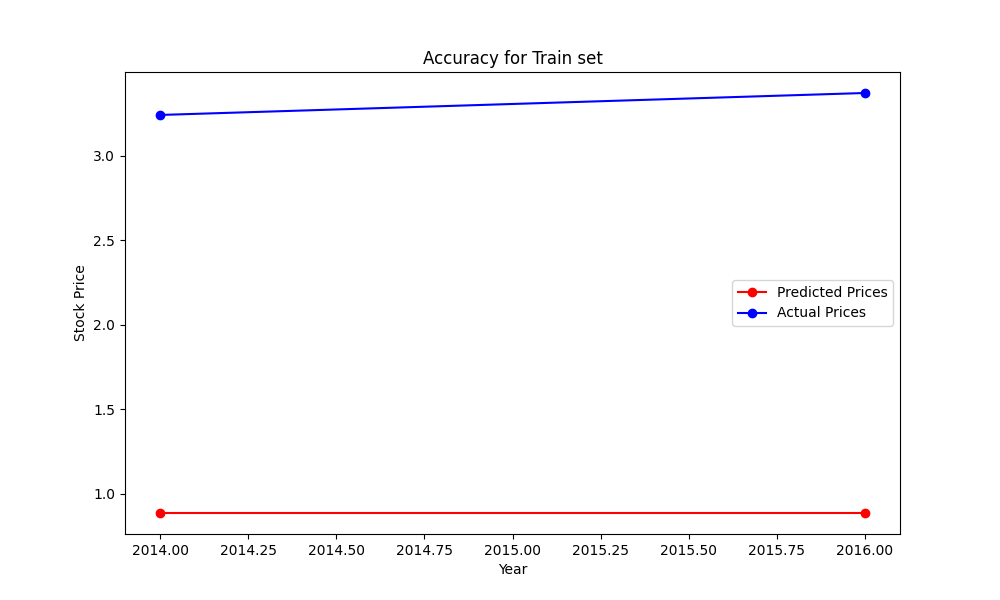 Accuracy for Train set
Stock Price
3.0
2.5
2.0
1.5
1.0
Predicted Prices
Actual Prices
2014.00 2014.25 2014.50 2014.75 2015.00 2015.25 2015.50 2015.75 2016.00
Year